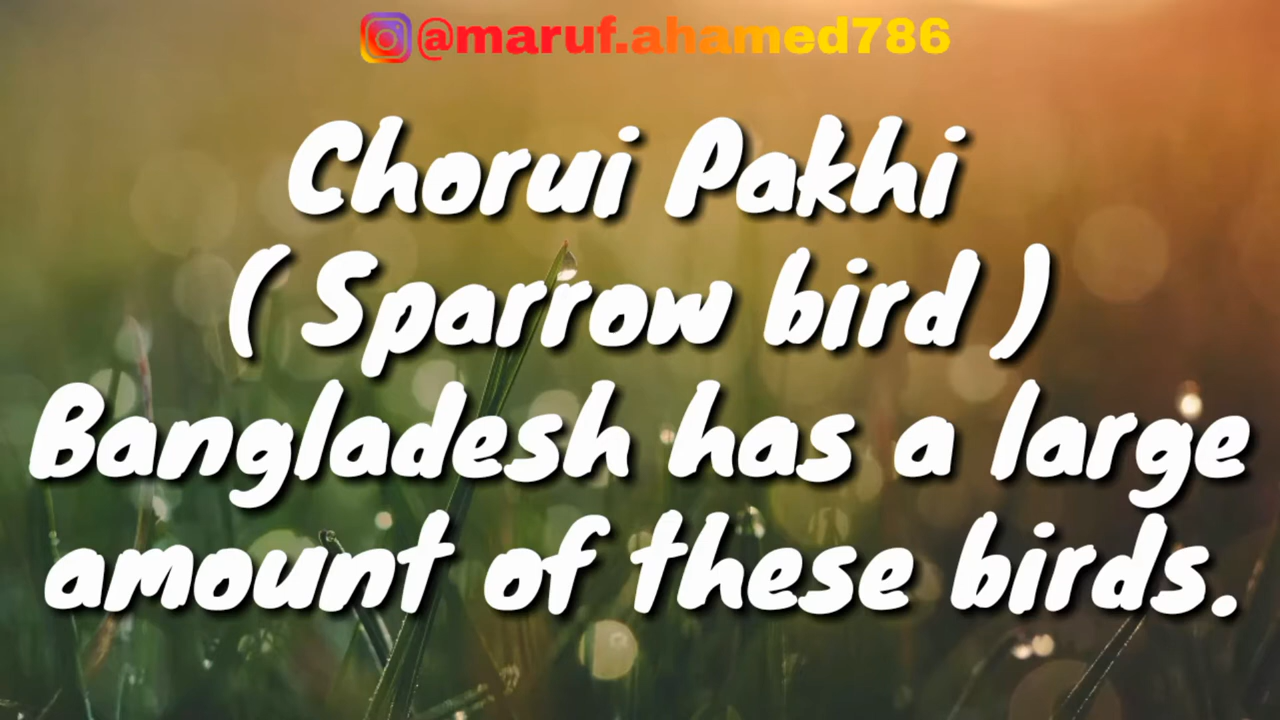 @maruf.ahamed786
Chorui Pakhi
( Sparrow bird )
Bangladesh has a large
amount of these birds.